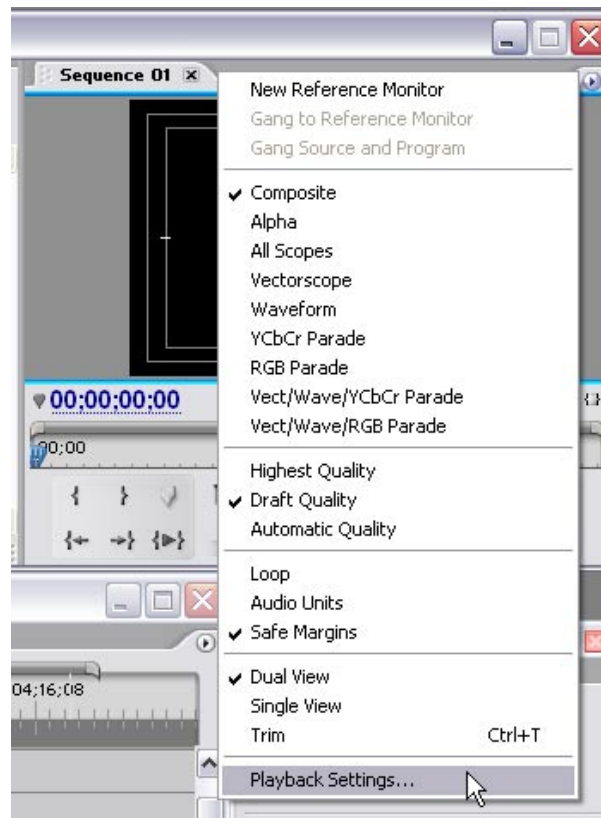 Sequence 01
New Reference Monitor
Gang to Reference Monitor
Gang Source and Program
Composite
Alpha
All Scopes
Vectorscope
Waveform
YCbCr Parade
RGB Parade
Vect/Wave/YCbCr Parade
Vect/Wave/RGB Parade
00;00;00;00
00;00
Highest Quality
Draft Quality
Automatic Quality
Loop
Audio Units
Safe Margins
04;16;08
Dual View
Single View
Trim Ctrl+T
Playback Settings...